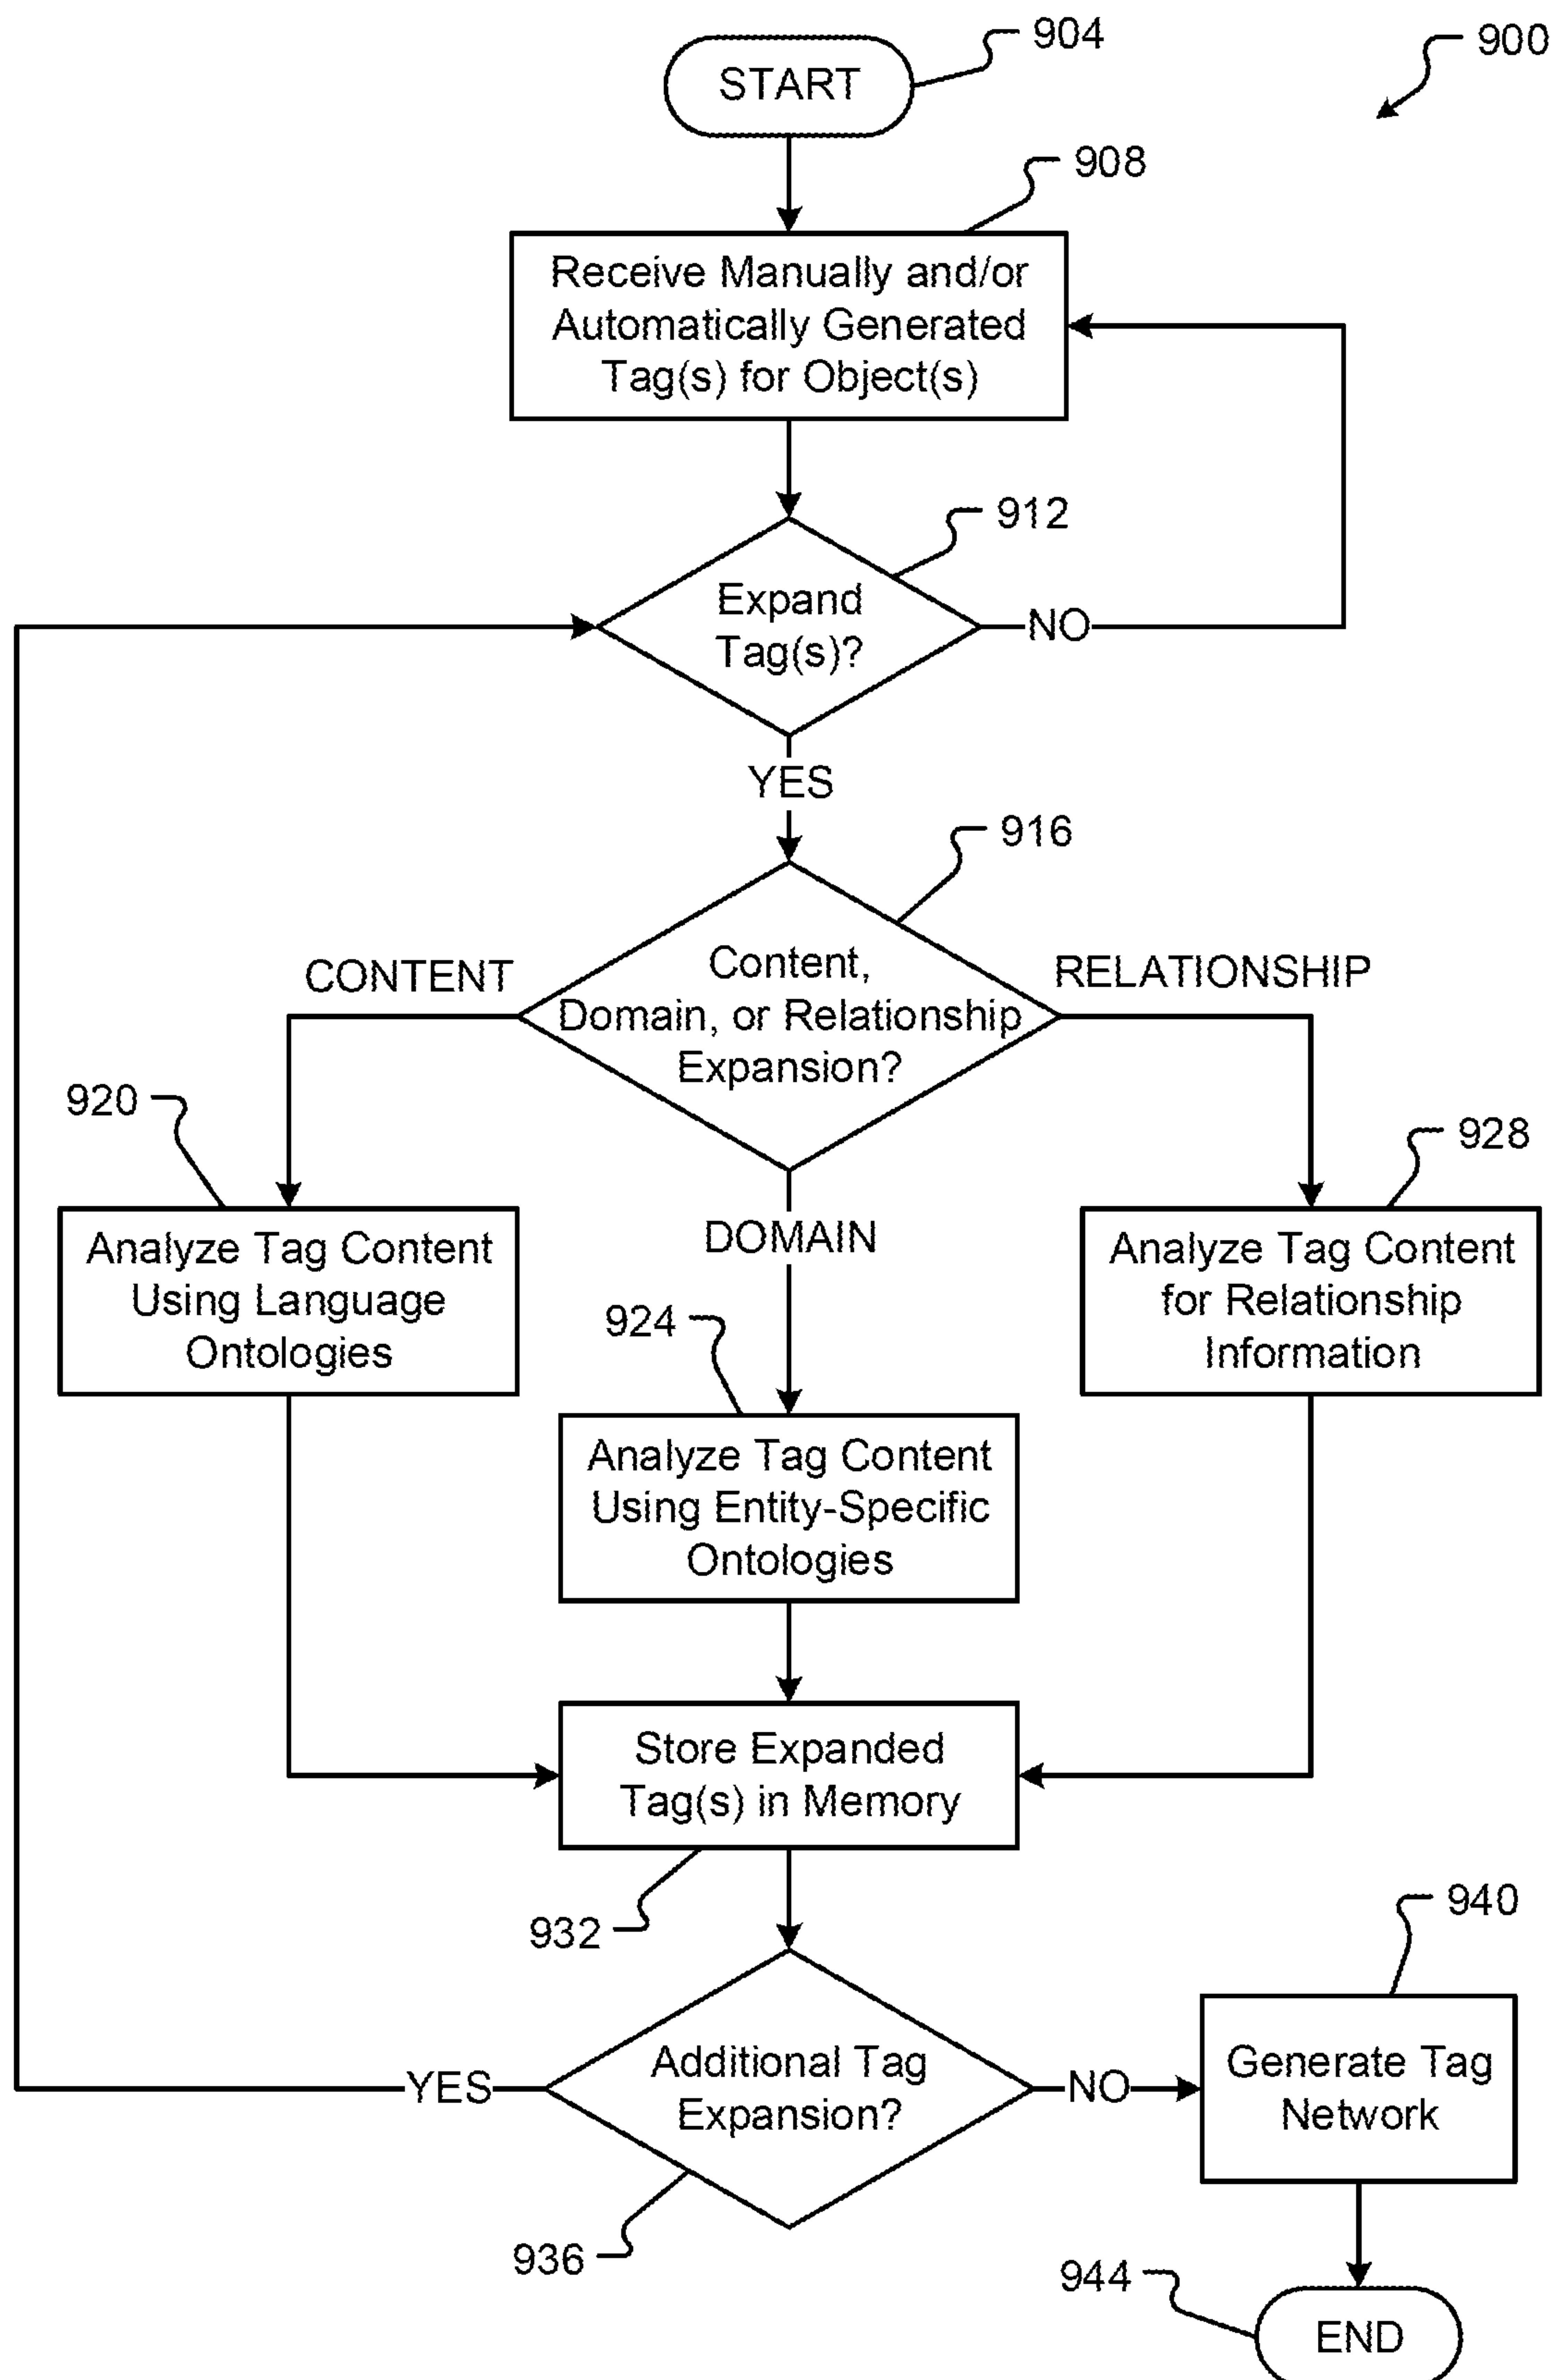 904
900
START
908
Receive Manually and/or
Automatically Generated
Tag(s) for Object(s)
912
Expand
Tag(s)?
NO
YES
916
CONTENT
Content,
Domain, or Relationship
Expansion?
RELATIONSHIP
920
928
Analyze Tag Content
Using Language
Ontologies
DOMAIN
Analyze Tag Content
for Relationship
Information
924
Analyze Tag Content
Using Entity-Specific
Ontologies
Store Expanded
Tag(s) in Memory
932
940
YES
Additional Tag
Expansion?
NO
Generate Tag
Network
936
944
END